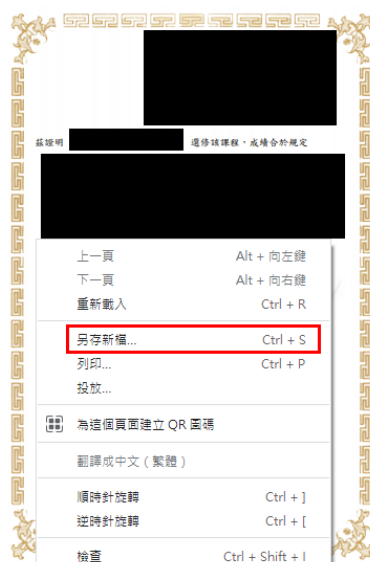 茲證明 選修該課程，成績合於規定
上一頁 Alt + 向左鍵
下一頁 Alt + 向右鍵
重新載入 Ctrl + R
另存新檔... Ctrl + S
列印... Ctrl + P
投放...
為這個頁面建立 QR 圖碼
翻譯成中文 ( 繁體 )
順時針旋轉 Ctrl + ]
逆時針旋轉 Ctrl + [
檢查 Ctrl + Shift + I